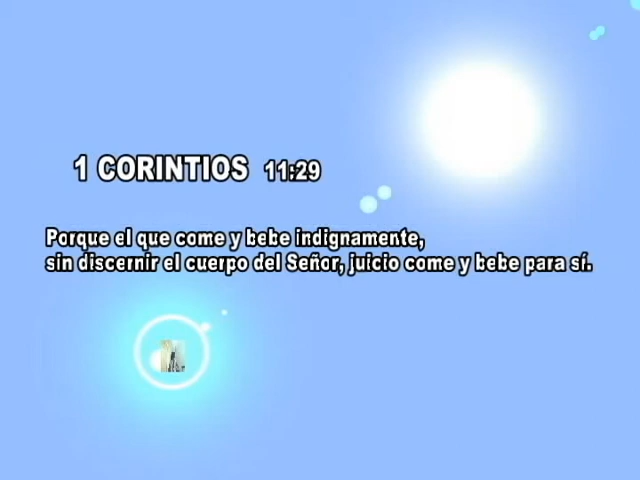 1 CORINTIOS 11:29
Porque el que come y bebe indignamente,
sin discernir el cuerpo del Señor, juicio come y bebe para sí.